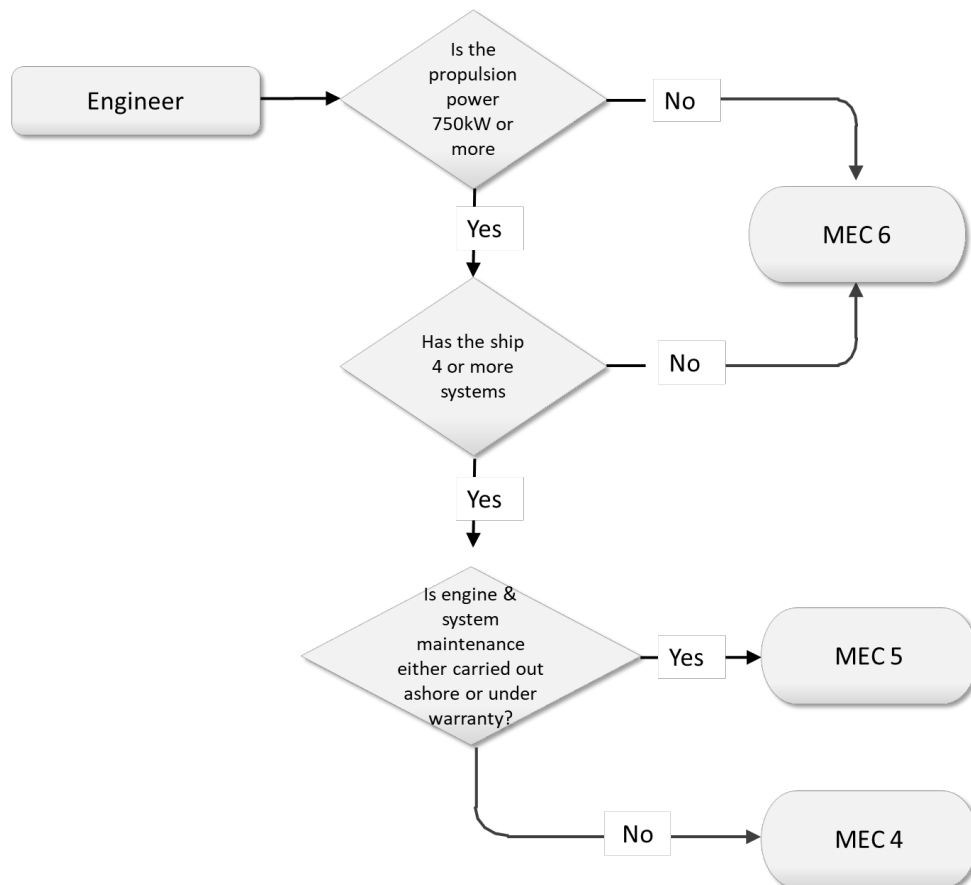 Is the
propulsion
power
750kW or
more
Engineer
No
Yes
MEC 6
Has the ship
4 or more
systems
No
Yes
Is engine &
system
maintenance
either carried out
ashore or under
warranty?
Yes
MEC 5
No
MEC 4